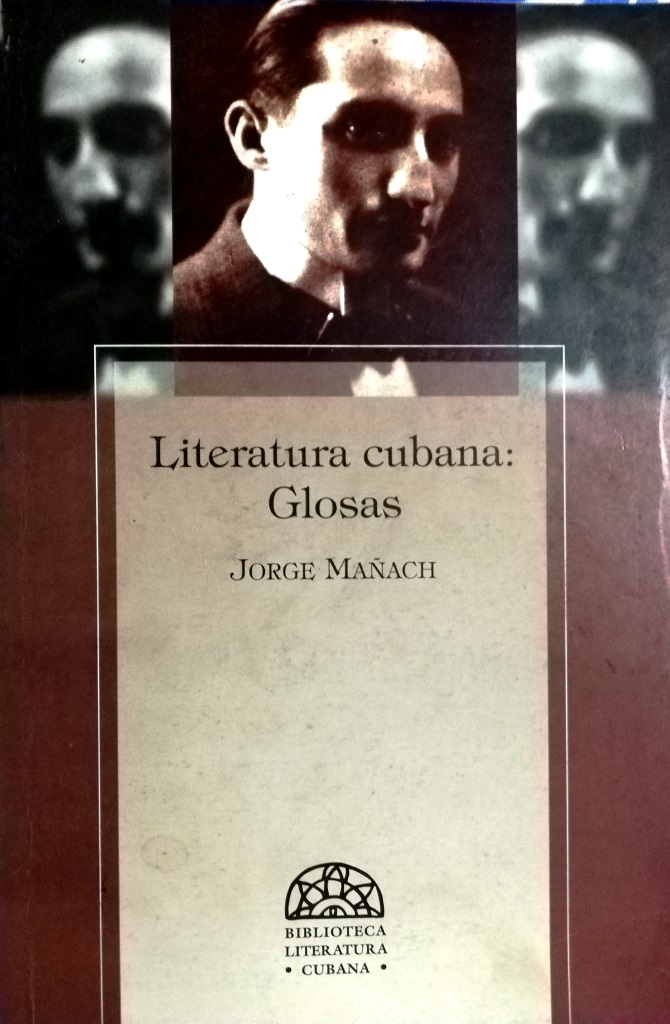 Literatura cubana:
Glosas
JORGE MAÑACH
BIBLIOTECA
LITERATURA
• CUBANA •